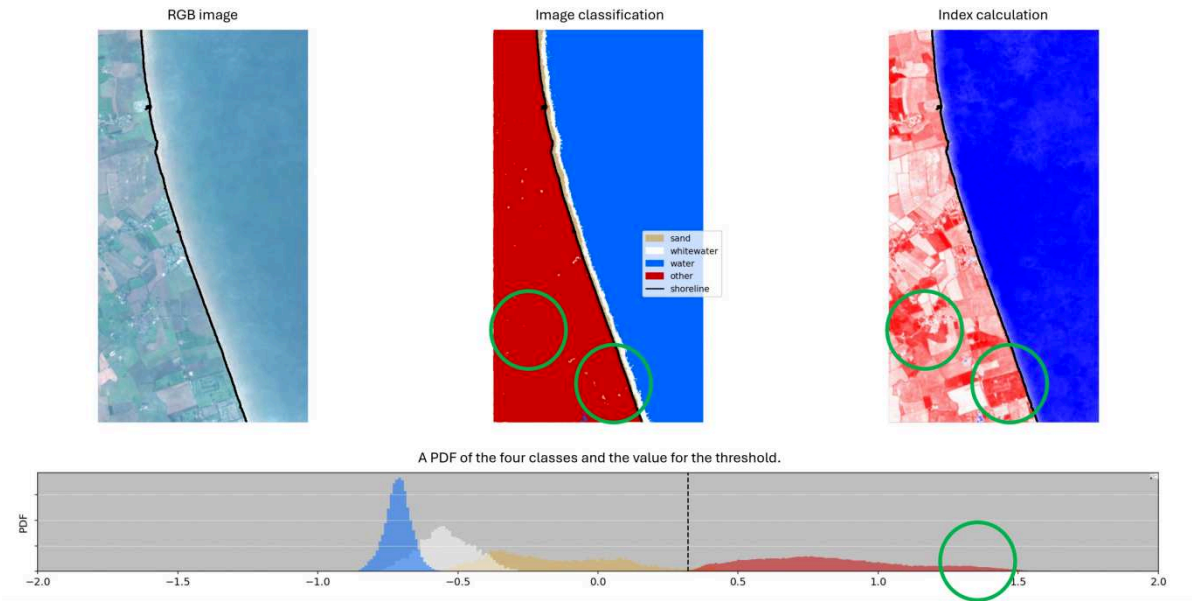 RGB image
Image classification
Index calculation
sand
whitewater
water
other
shoreline
A PDF of the four classes and the value for the threshold.
PDF
−2.0 −1.5 −1.0 −0.5 0.0 0.5 1.0 1.5 2.0